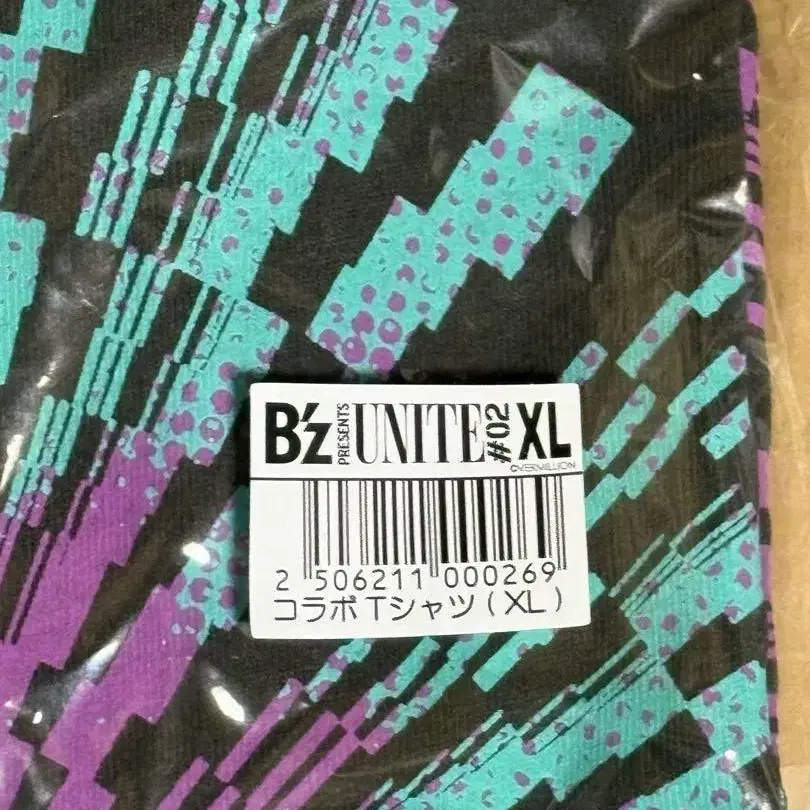 B'z PRESENTS UNITE #02 XL
©VERMILLION
2 506211 000269
コラボTシャツ(XL)